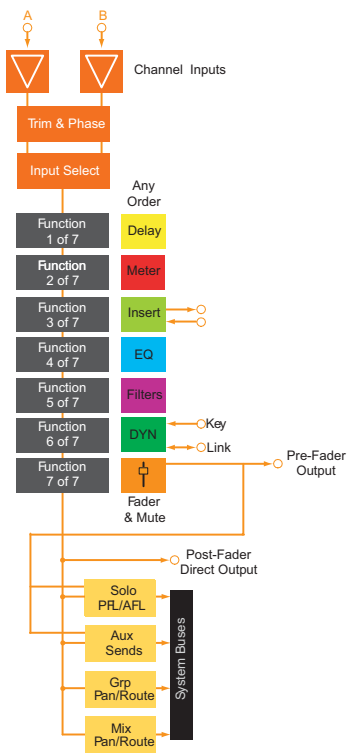 A
B
Channel Inputs
Trim & Phase
Input Select
Any
Order
Function
1 of 7
Delay
Function
2 of 7
Meter
Function
3 of 7
Insert
Function
4 of 7
EQ
Function
5 of 7
Filters
Function
6 of 7
DYN
Key
Link
Function
7 of 7
Fader
& Mute
Pre-Fader
Output
Post-Fader
Direct Output
Solo
PFL/AFL
Aux
Sends
Grp
Pan/Route
Mix
Pan/Route
System Buses